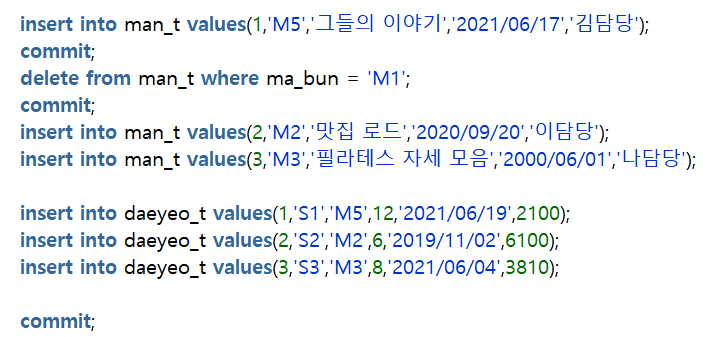 insert into man_t values(1,'M5','그들의 이야기','2021/06/17','김담당');
commit;
delete from man_t where ma_bun = 'M1';
commit;
insert into man_t values(2,'M2','맛집 로드','2020/09/20','이담당');
insert into man_t values(3,'M3','필라테스 자세 모음','2000/06/01','나담당');
insert into daeyeo_t values(1,'S1','M5',12,'2021/06/19',2100);
insert into daeyeo_t values(2,'S2','M2',6,'2019/11/02',6100);
insert into daeyeo_t values(3,'S3','M3',8,'2021/06/04',3810);
commit;